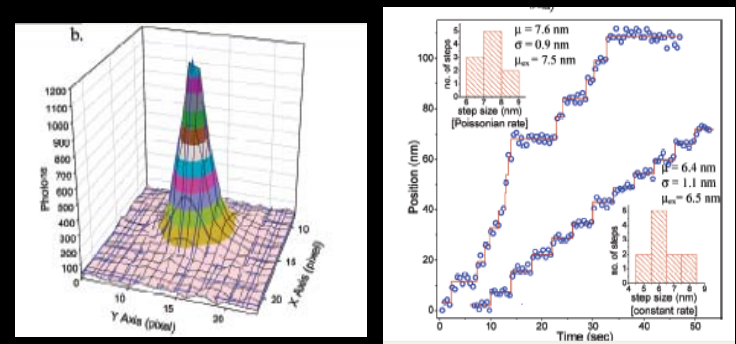 b.
1200
1100
1000
900
800
700
600
500
400
300
200
100
0
Photons
10
15
20
Y Axis (pixel)
10
15
20
X Axis (pixel)
μ = 7.6 nm
σ = 0.9 nm
μex = 7.5 nm
no. of steps
5
4
3
2
1
0
6 7 8 9
step size (nm)
[Poissonian rate]
Position (nm)
100
80
60
40
20
0
μ = 6.4 nm
σ = 1.1 nm
μex = 6.5 nm
no. of steps
6
5
4
3
2
1
0
4 5 6 7 8 9
step size (nm)
[constant rate]
0 10 20 30 40 50
Time (sec)